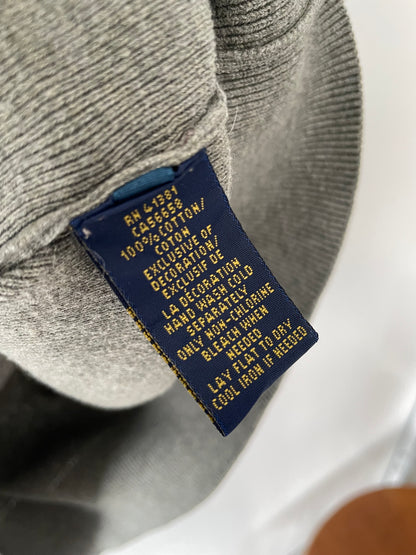 RN 41381
CA56658
100% COTTON/
COTON
EXCLUSIVE OF
DECORATION/
EXCLUSIF DE
LA DECORATION
HAND WASH COLD
SEPARATELY
ONLY NON-CHLORINE
BLEACH WHEN
NEEDED
LAY FLAT TO DRY
COOL IRON IF NEEDED